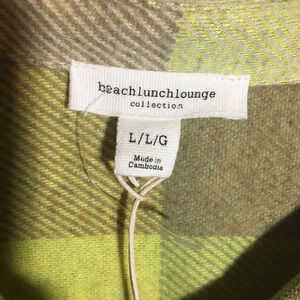 beachlunchlounge
collection
L/L/G
Made in
Cambodia